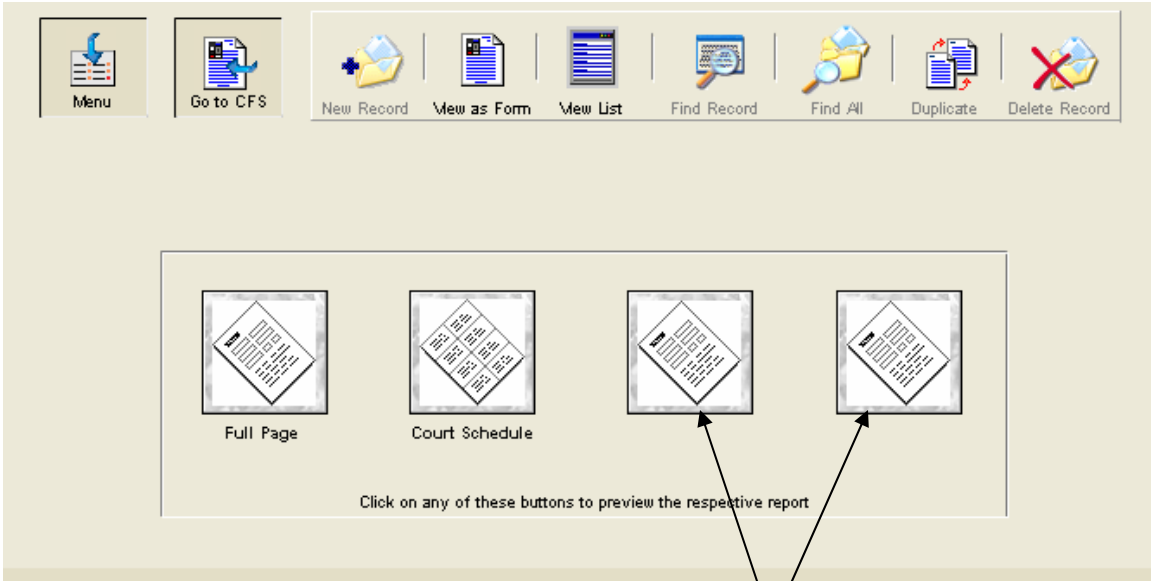 Menu
Go to CFS
New Record
View as Form
View List
Find Record
Find All
Duplicate
Delete Record
Full Page
Court Schedule
Click on any of these buttons to preview the respective report